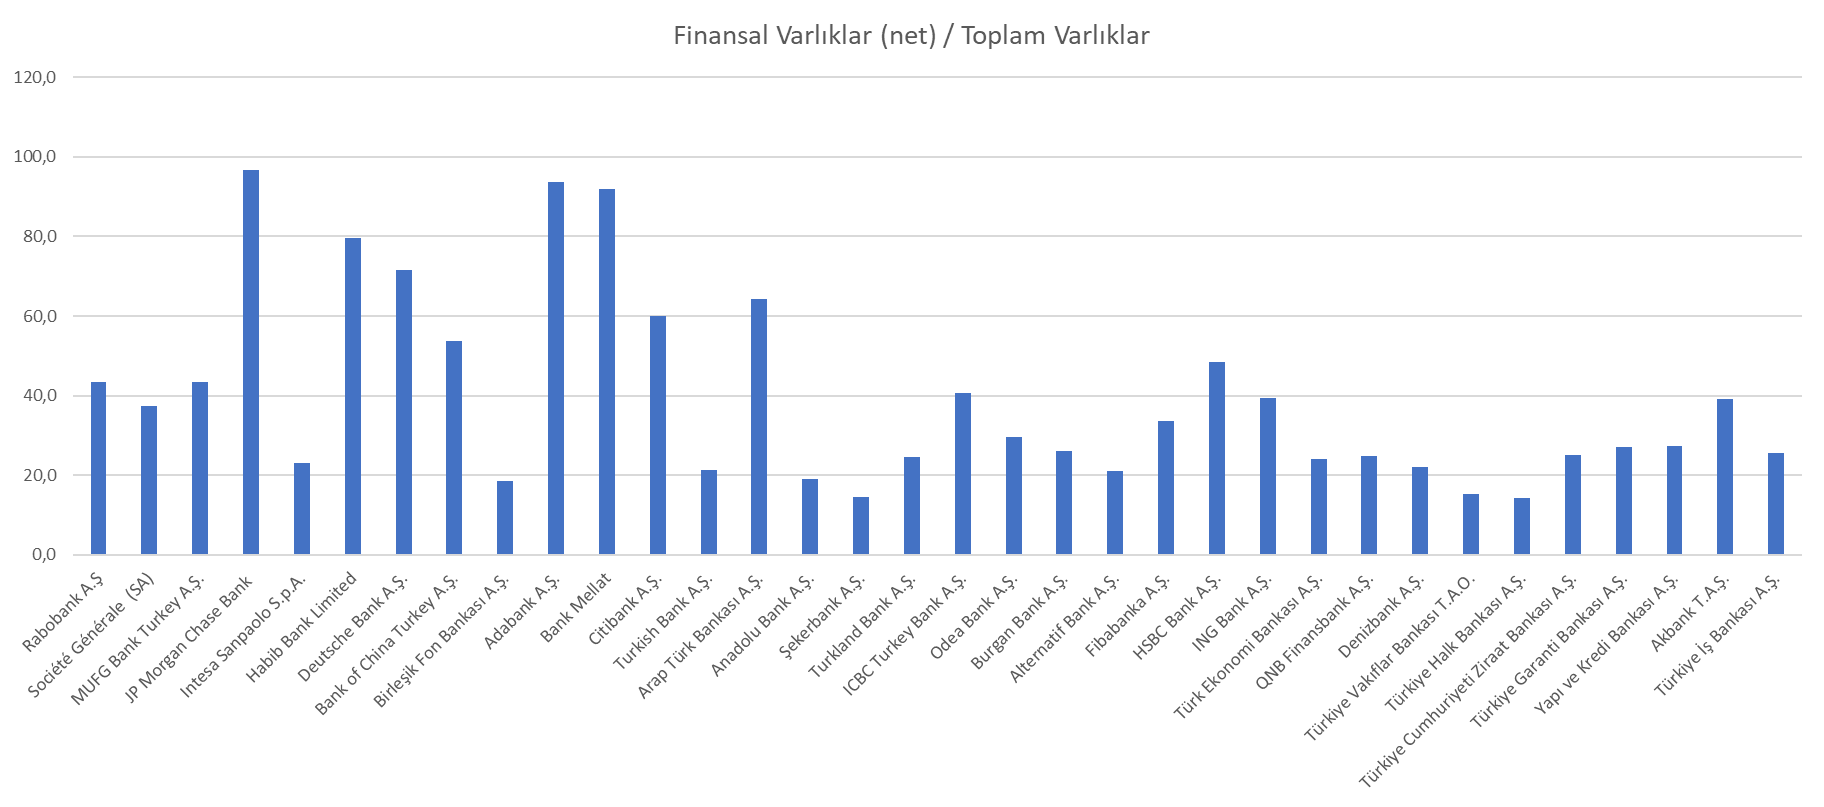 Finansal Varlıklar (net) / Toplam Varlıklar
120,0
100,0
80,0
60,0
40,0
20,0
0,0
Rabobank A.Ş
Société Générale (SA)
MUFG Bank Turkey A.Ş.
JP Morgan Chase Bank
Intesa Sanpaolo S.p.A.
Habib Bank Limited
Deutsche Bank A.Ş.
Bank of China Turkey A.Ş.
Birleşik Fon Bankası A.Ş.
Adabank A.Ş.
Bank Mellat
Citibank A.Ş.
Turkish Bank A.Ş.
Arap Türk Bankası A.Ş.
Anadolu Bank A.Ş.
Şekerbank A.Ş.
Turkland Bank A.Ş.
ICBC Turkey Bank A.Ş.
Odea Bank A.Ş.
Burgan Bank A.Ş.
Alternatif Bank A.Ş.
Fibabanka A.Ş.
HSBC Bank A.Ş.
ING Bank A.Ş.
Türk Ekonomi Bankası A.Ş.
QNB Finansbank A.Ş.
Denizbank A.Ş.
Türkiye Vakıflar Bankası T.A.O.
Türkiye Halk Bankası A.Ş.
Türkiye Cumhuriyeti Ziraat Bankası A.Ş.
Türkiye Garanti Bankası A.Ş.
Yapı ve Kredi Bankası A.Ş.
Akbank T.A.Ş.
Türkiye İş Bankası A.Ş.